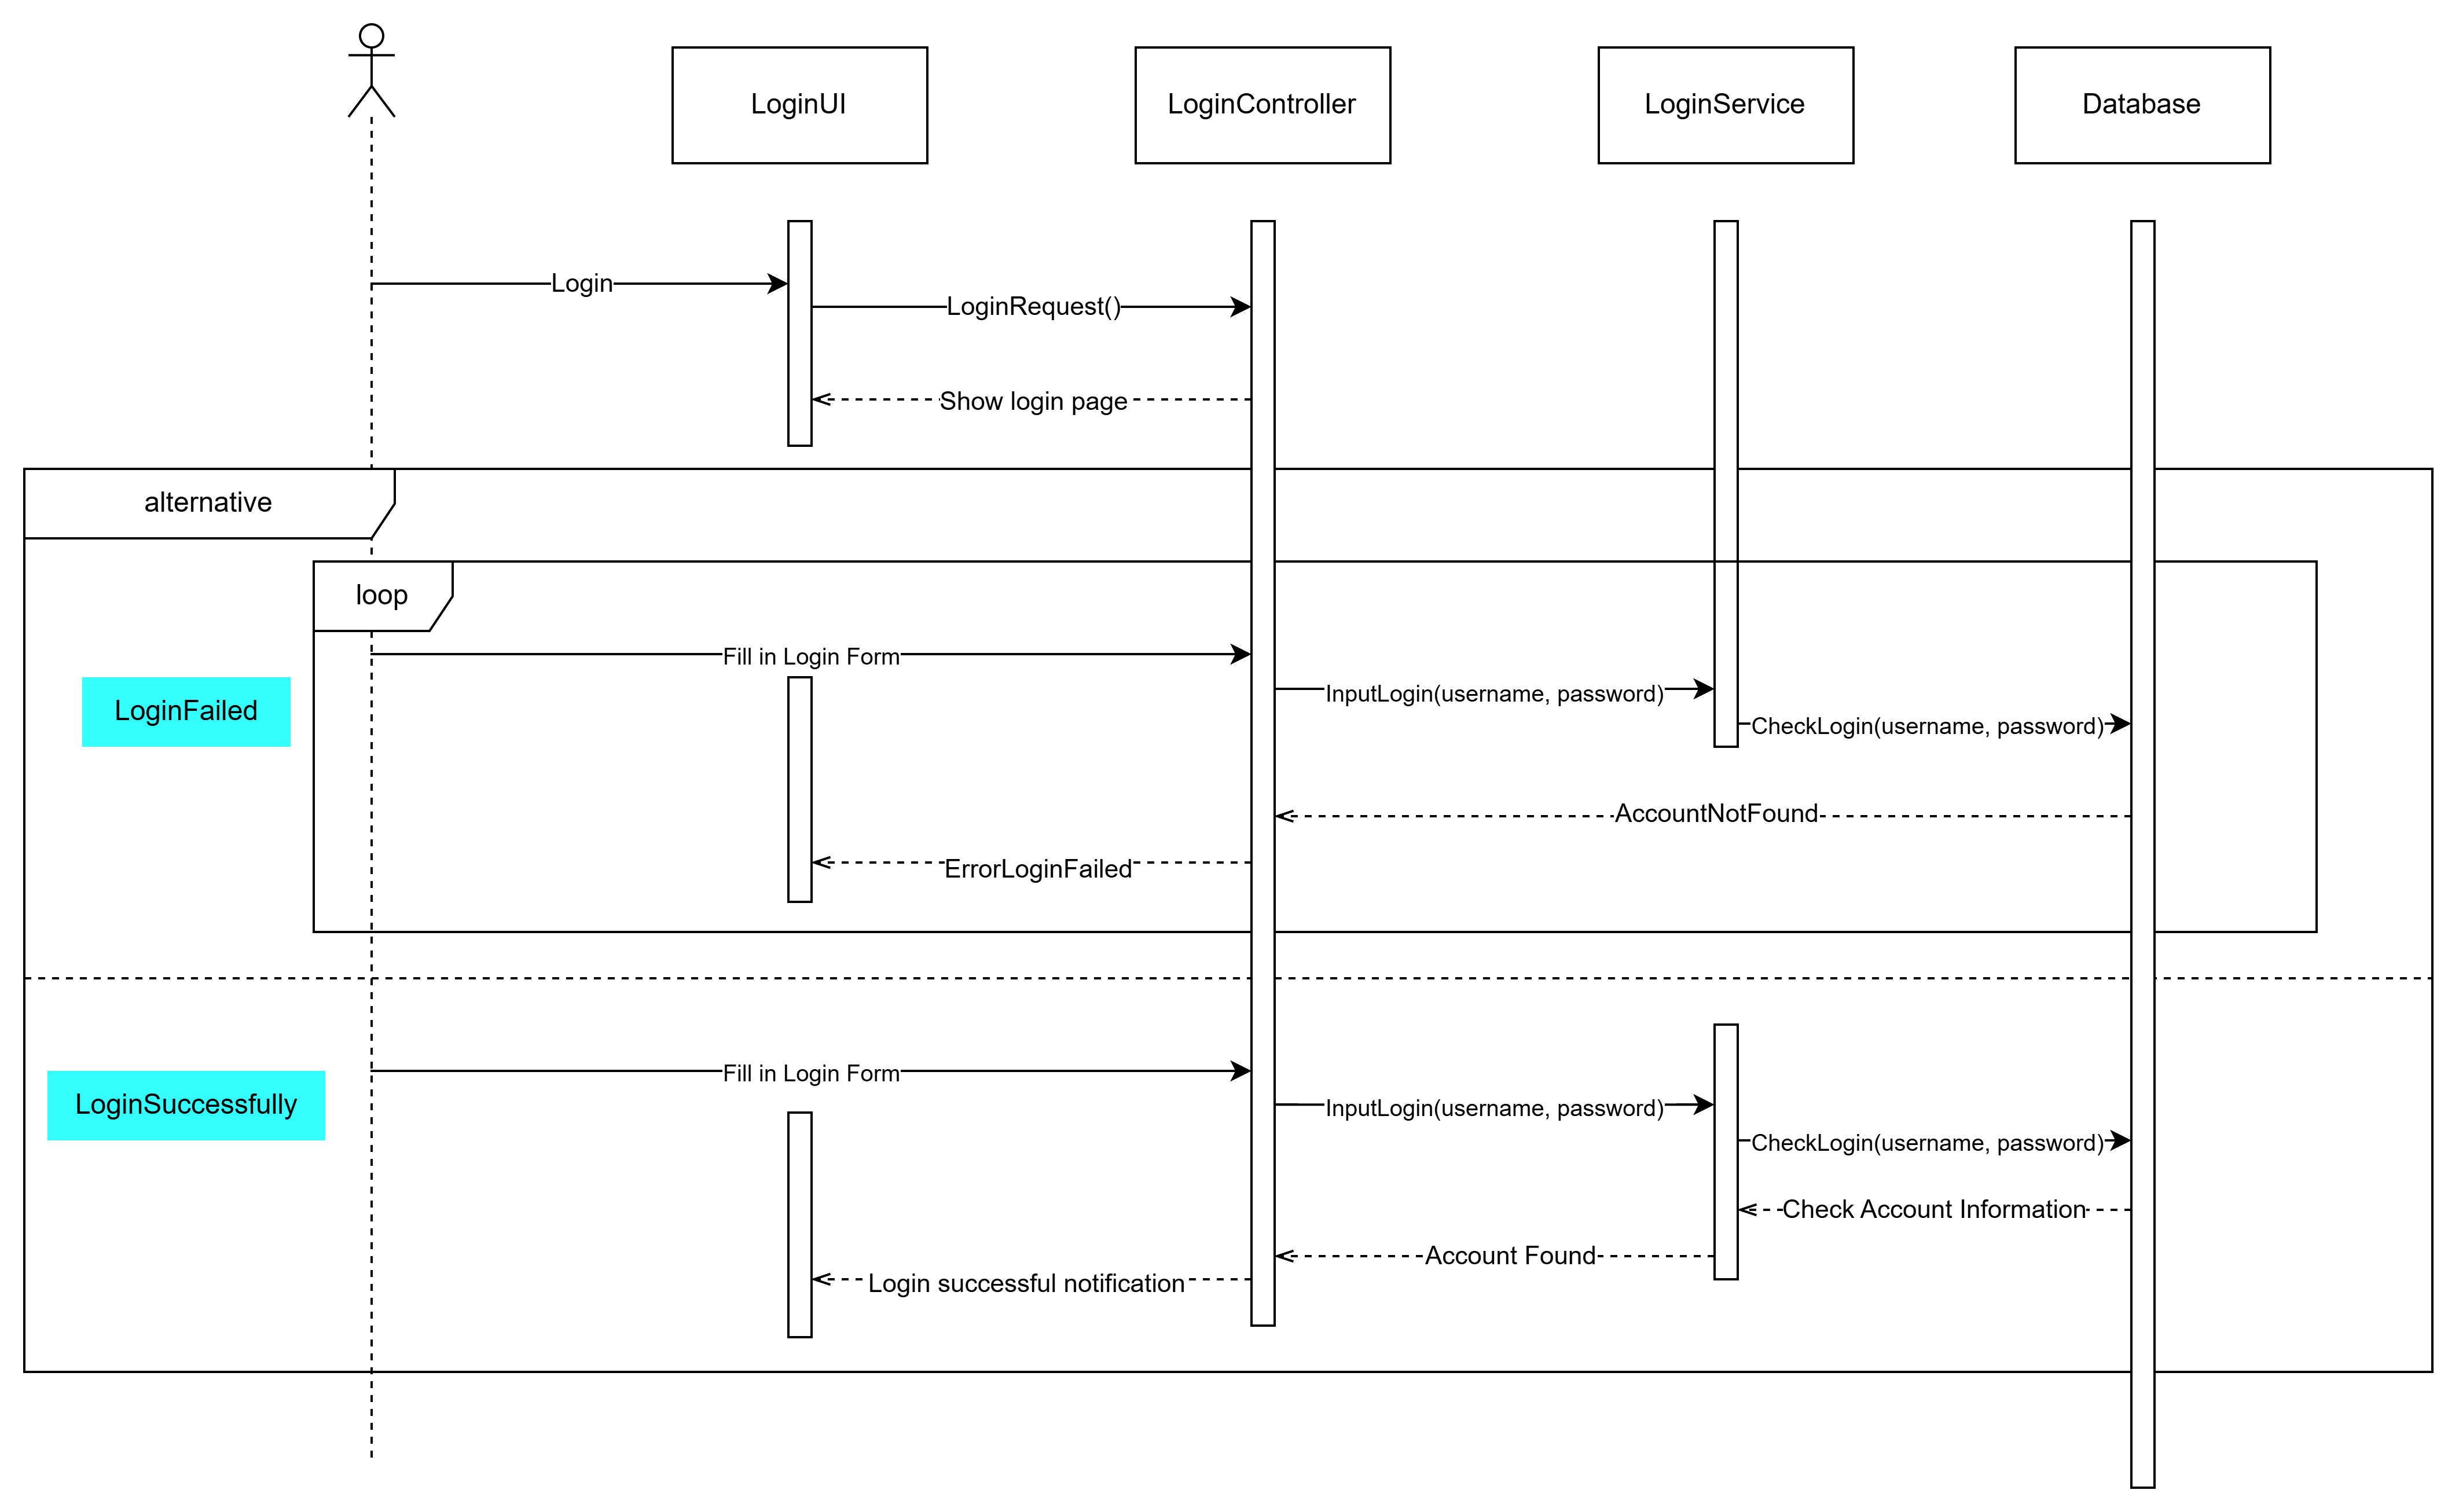 LoginUI
LoginController
LoginService
Database
Login
LoginRequest()
Show login page
alternative
loop
Fill in Login Form
InputLogin(username, password)
LoginFailed
CheckLogin(username, password)
AccountNotFound
ErrorLoginFailed
Fill in Login Form
LoginSuccessfully
InputLogin(username, password)
CheckLogin(username, password)
Check Account Information
Account Found
Login successful notification